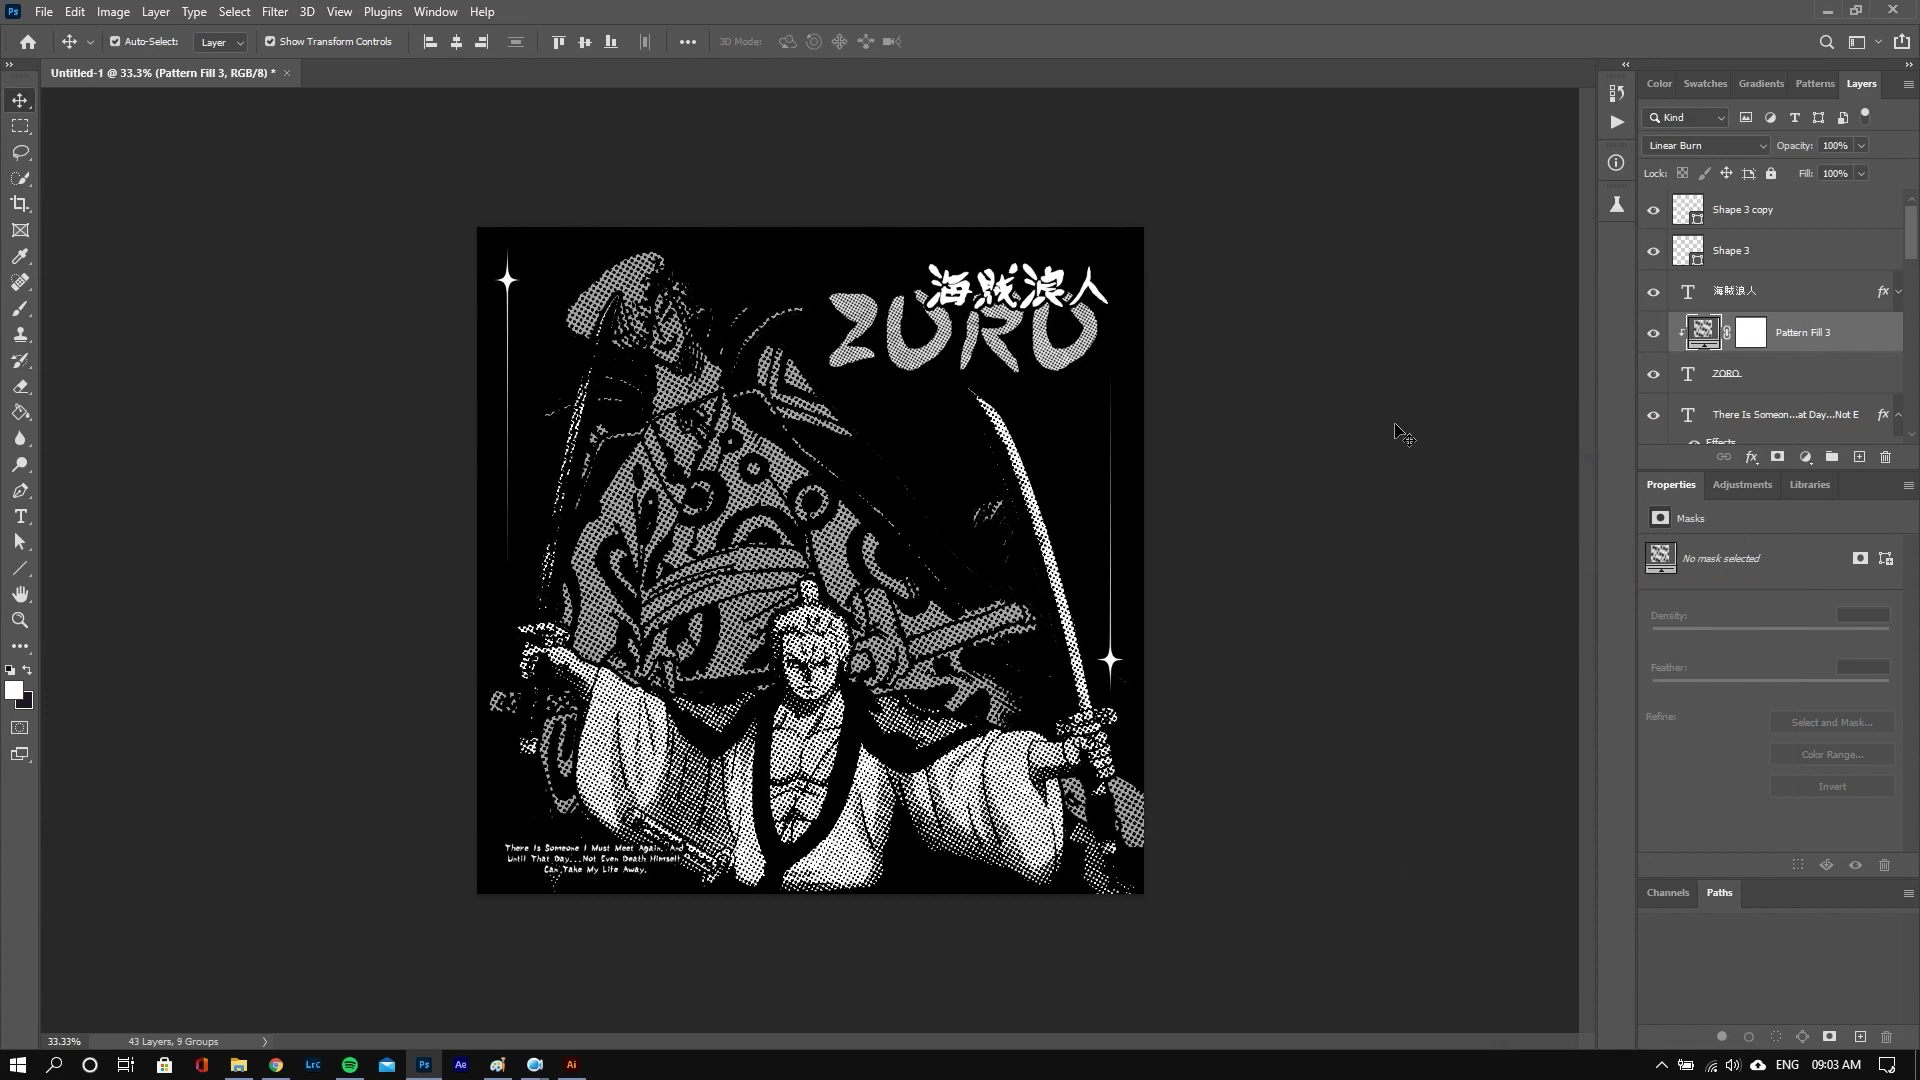 File Edit Image Layer Type Select Filter 3D View Plugins Window Help
Auto-Select: Layer Show Transform Controls 3D Mode:
Untitled-1 @ 33.3% (Pattern Fill 3, RGB/8) *
Color Swatches Gradients Patterns Layers
Kind
Linear Burn Opacity: 100%
Lock: Fill: 100%
Shape 3 copy
Shape 3
海賊浪人
Pattern Fill 3
ZORO
There Is Someon...at Day...Not E
Effects
海賊浪人
ZORO
There Is Someone I Must Meet Again. And
Until That Day...Not Even Death Himself
Can Take My Life Away.
Properties Adjustments Libraries
Masks
No mask selected
Density:
Feather:
Refine: Select and Mask...
Color Range...
Invert
Channels Paths
33.33% 43 Layers, 9 Groups
Ps Lrc Ps Ae Ai ENG 09:03 AM